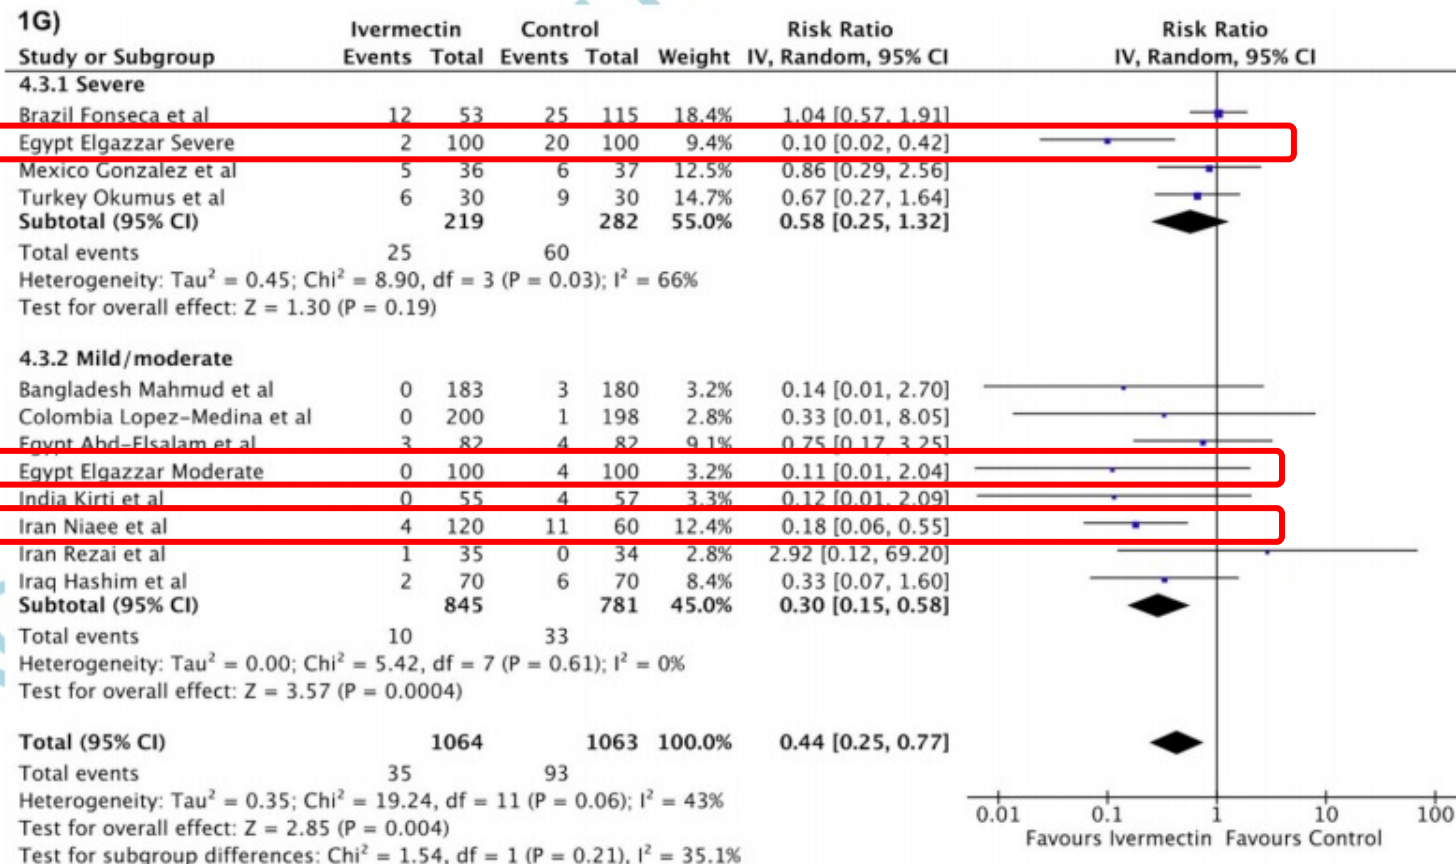 1G)
Ivermectin Control Risk Ratio Risk Ratio
Study or Subgroup Events Total Events Total Weight IV, Random, 95% CI IV, Random, 95% CI
4.3.1 Severe
Brazil Fonseca et al 12 53 25 115 18.4% 1.04 [0.57, 1.91]
Egypt Elgazzar Severe 2 100 20 100 9.4% 0.10 [0.02, 0.42]
Mexico Gonzalez et al 5 36 6 37 12.5% 0.86 [0.29, 2.56]
Turkey Okumus et al 6 30 9 30 14.7% 0.67 [0.27, 1.64]
Subtotal (95% CI) 219 282 55.0% 0.58 [0.25, 1.32]
Total events 25 60
Heterogeneity: Tau² = 0.45; Chi² = 8.90, df = 3 (P = 0.03); I² = 66%
Test for overall effect: Z = 1.30 (P = 0.19)
4.3.2 Mild/moderate
Bangladesh Mahmud et al 0 183 3 180 3.2% 0.14 [0.01, 2.70]
Colombia Lopez-Medina et al 0 200 1 198 2.8% 0.33 [0.01, 8.05]
Egypt Abd-Elsalam et al 3 82 4 82 9.1% 0.75 [0.17, 3.25]
Egypt Elgazzar Moderate 0 100 4 100 3.2% 0.11 [0.01, 2.04]
India Kirti et al 0 55 4 57 3.3% 0.12 [0.01, 2.09]
Iran Niaee et al 4 120 11 60 12.4% 0.18 [0.06, 0.55]
Iran Rezai et al 1 35 0 34 2.8% 2.92 [0.12, 69.20]
Iraq Hashim et al 2 70 6 70 8.4% 0.33 [0.07, 1.60]
Subtotal (95% CI) 845 781 45.0% 0.30 [0.15, 0.58]
Total events 10 33
Heterogeneity: Tau² = 0.00; Chi² = 5.42, df = 7 (P = 0.61); I² = 0%
Test for overall effect: Z = 3.57 (P = 0.0004)
Total (95% CI) 1064 1063 100.0% 0.44 [0.25, 0.77]
Total events 35 93
Heterogeneity: Tau² = 0.35; Chi² = 19.24, df = 11 (P = 0.06); I² = 43%
Test for overall effect: Z = 2.85 (P = 0.004)
Test for subgroup differences: Chi² = 1.54, df = 1 (P = 0.21), I² = 35.1%
0.01 0.1 1 10 100
Favours Ivermectin Favours Control